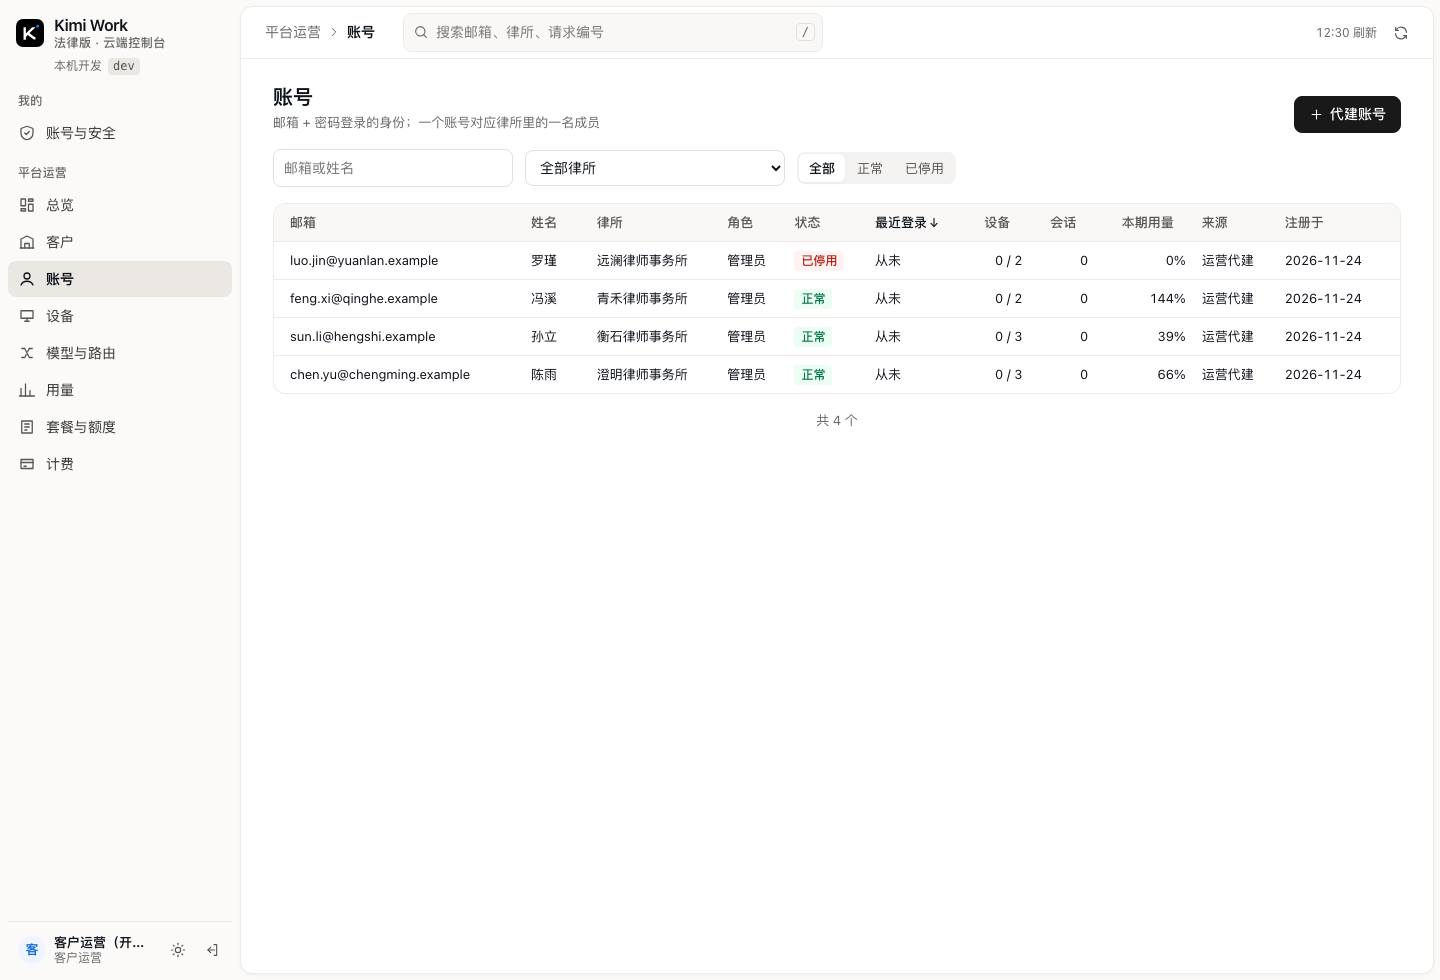 Kimi Work
法律版 · 云端控制台
本机开发 dev
我的
账号与安全
平台运营
总览
客户
账号
设备
模型与路由
用量
套餐与额度
计费
客
客户运营（开...
客户运营
平台运营 > 账号
搜索邮箱、律所、请求编号 /
12:30 刷新
账号
邮箱 + 密码登录的身份；一个账号对应律所里的一名成员
+ 代建账号
邮箱或姓名 全部律所 全部 正常 已停用
邮箱 姓名 律所 角色 状态 最近登录↓ 设备 会话 本期用量 来源 注册于
luo.jin@yuanlan.example 罗瑾 远澜律师事务所 管理员 已停用 从未 0 / 2 0 0% 运营代建 2026-11-24
feng.xi@qinghe.example 冯溪 青禾律师事务所 管理员 正常 从未 0 / 2 0 144% 运营代建 2026-11-24
sun.li@hengshi.example 孙立 衡石律师事务所 管理员 正常 从未 0 / 3 0 39% 运营代建 2026-11-24
chen.yu@chengming.example 陈雨 澄明律师事务所 管理员 正常 从未 0 / 3 0 66% 运营代建 2026-11-24
共 4 个